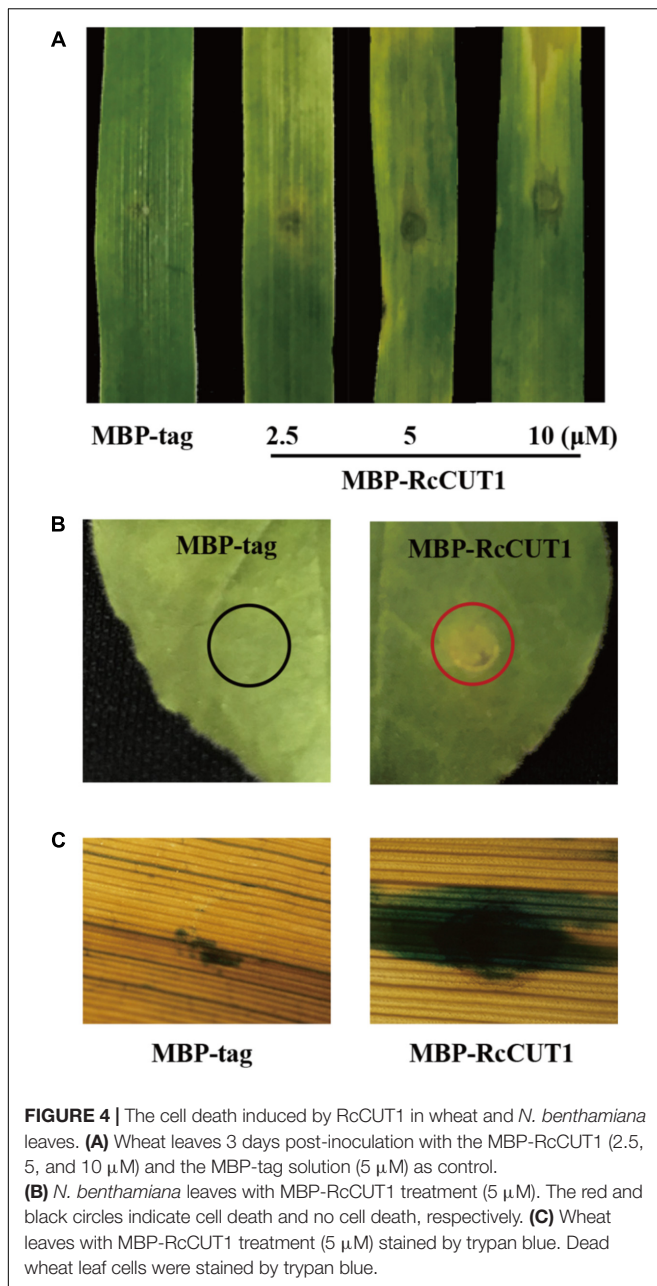 A
MBP-tag 2.5 5 10 (μM)
MBP-RcCUT1
B
MBP-tag MBP-RcCUT1
C
MBP-tag MBP-RcCUT1
FIGURE 4 | The cell death induced by RcCUT1 in wheat and N. benthamiana
leaves. (A) Wheat leaves 3 days post-inoculation with the MBP-RcCUT1 (2.5,
5, and 10 μM) and the MBP-tag solution (5 μM) as control.
(B) N. benthamiana leaves with MBP-RcCUT1 treatment (5 μM). The red and
black circles indicate cell death and no cell death, respectively. (C) Wheat
leaves with MBP-RcCUT1 treatment (5 μM) stained by trypan blue. Dead
wheat leaf cells were stained by trypan blue.